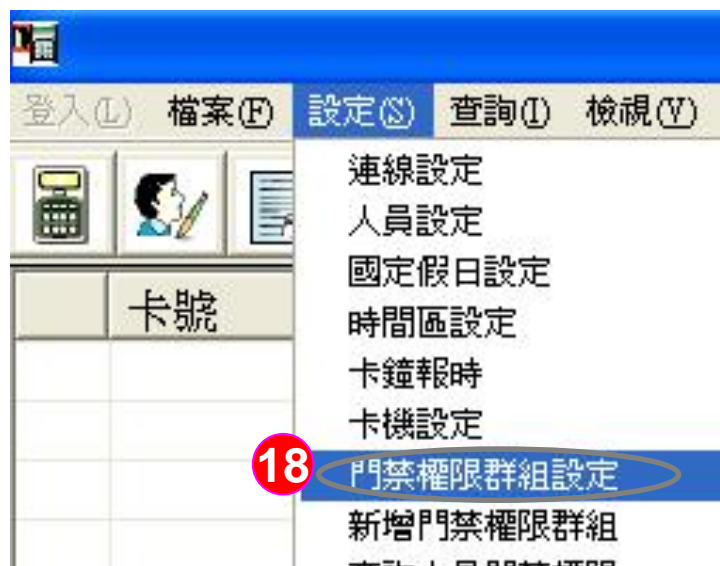 登入(L) 檔案(F) 設定(S) 查詢(I) 檢視(V)
連線設定
人員設定
國定假日設定
卡號
時間區設定
卡鐘報時
卡機設定
18 門禁權限群組設定
新增門禁權限群組